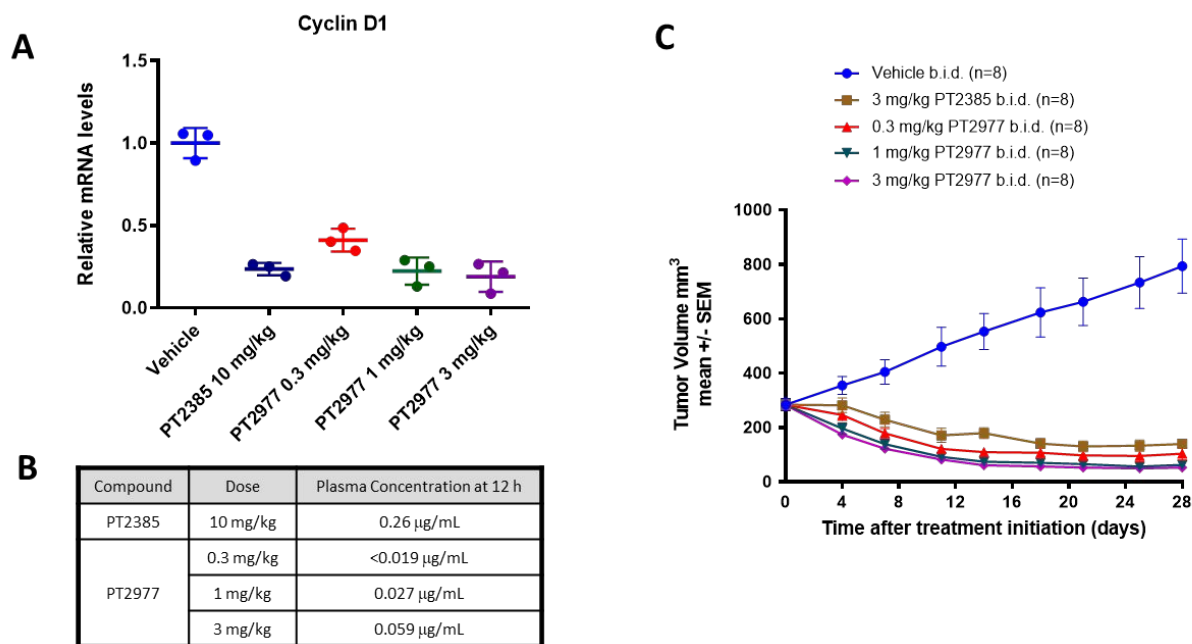 A
Cyclin D1
Relative mRNA levels
1.5
1.0
0.5
0.0
Vehicle
PT2385 10 mg/kg
PT2977 0.3 mg/kg
PT2977 1 mg/kg
PT2977 3 mg/kg
B
Compound Dose Plasma Concentration at 12 h
PT2385 10 mg/kg 0.26 µg/mL
PT2977 0.3 mg/kg <0.019 µg/mL
1 mg/kg 0.027 µg/mL
3 mg/kg 0.059 µg/mL
C
Vehicle b.i.d. (n=8)
3 mg/kg PT2385 b.i.d. (n=8)
0.3 mg/kg PT2977 b.i.d. (n=8)
1 mg/kg PT2977 b.i.d. (n=8)
3 mg/kg PT2977 b.i.d. (n=8)
Tumor Volume mm³
mean +/- SEM
1000
800
600
400
200
0
0 4 8 12 16 20 24 28
Time after treatment initiation (days)